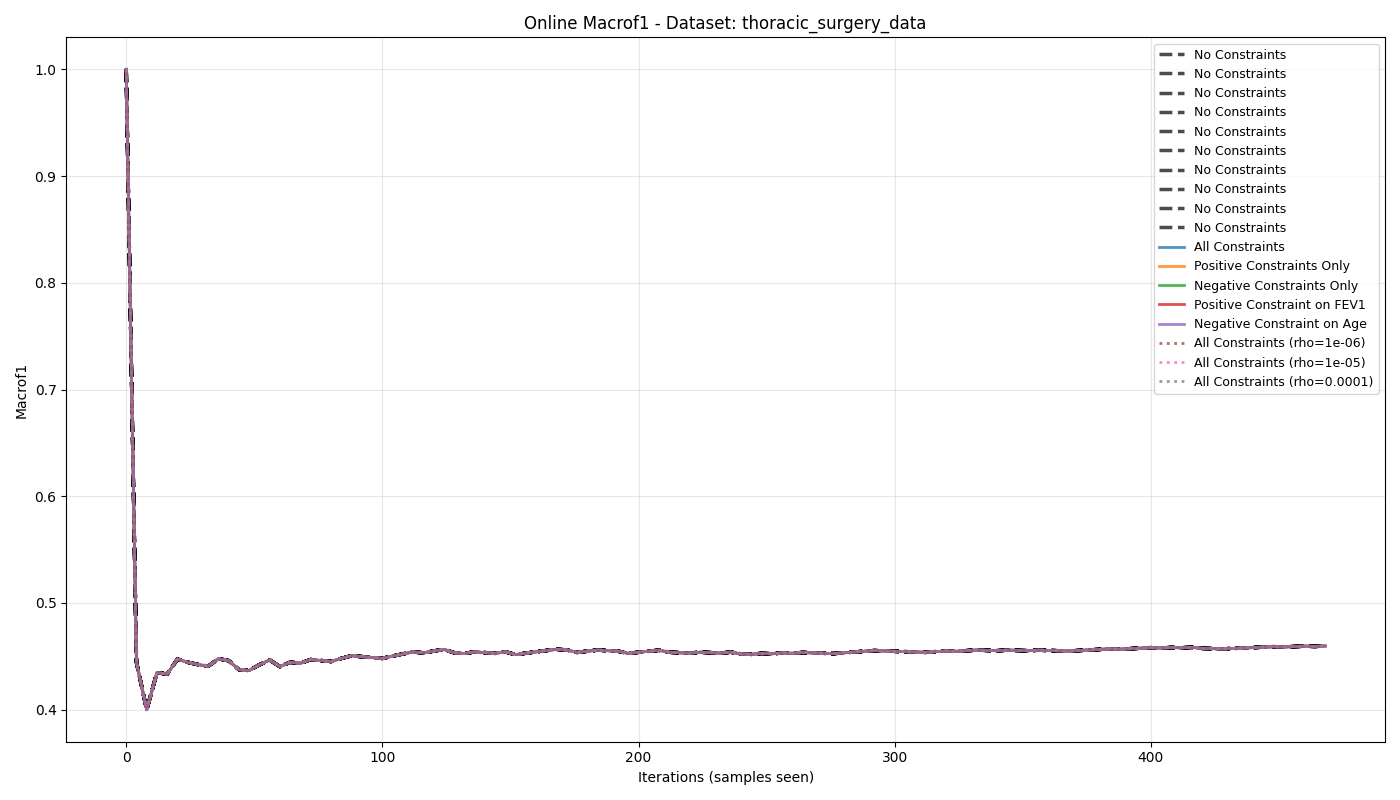 Online Macrof1 - Dataset: thoracic_surgery_data
Macrof1
1.0
0.9
0.8
0.7
0.6
0.5
0.4
0
100
200
300
400
Iterations (samples seen)
No Constraints
No Constraints
No Constraints
No Constraints
No Constraints
No Constraints
No Constraints
No Constraints
No Constraints
No Constraints
All Constraints
Positive Constraints Only
Negative Constraints Only
Positive Constraint on FEV1
Negative Constraint on Age
All Constraints (rho=1e-06)
All Constraints (rho=1e-05)
All Constraints (rho=0.0001)